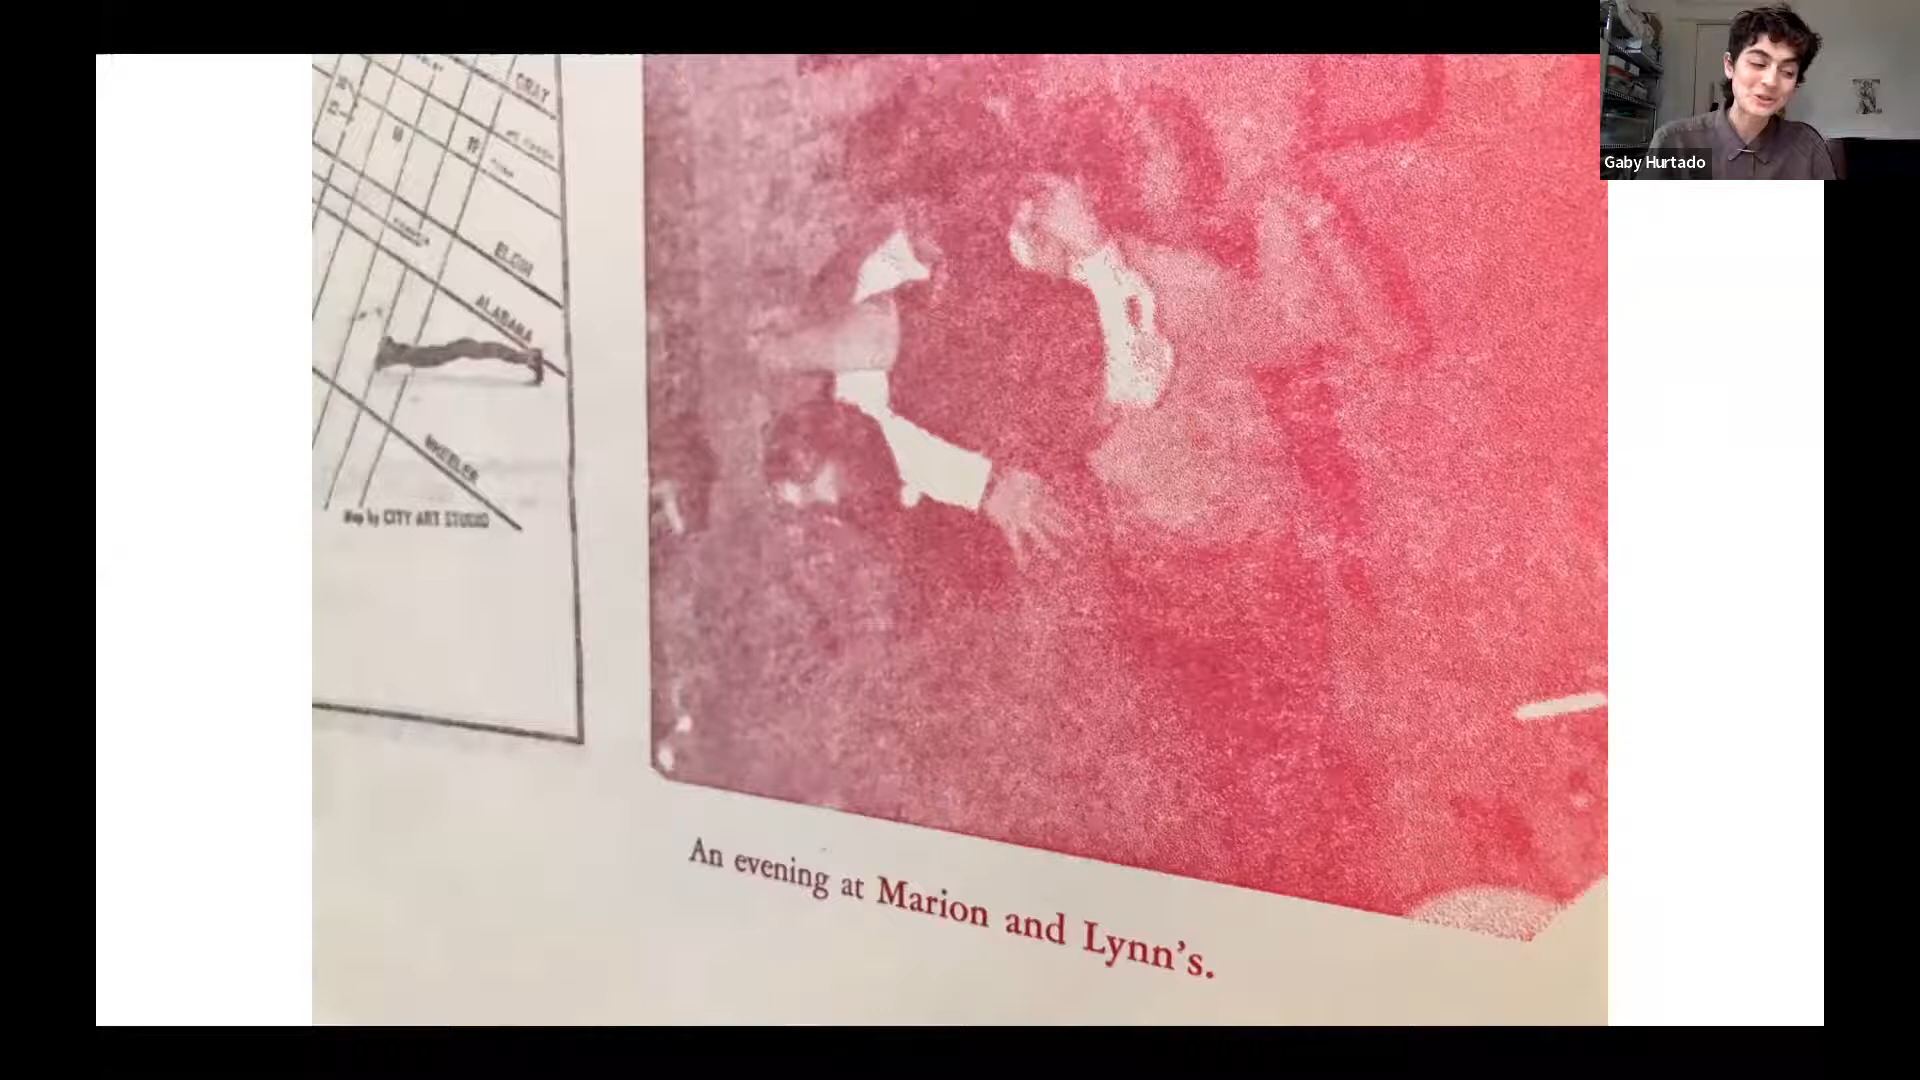 GRAY
ELGIN
ALABAMA
WHEELER
Map by CITY ART STUDIO
An evening at Marion and Lynn's.
Gaby Hurtado